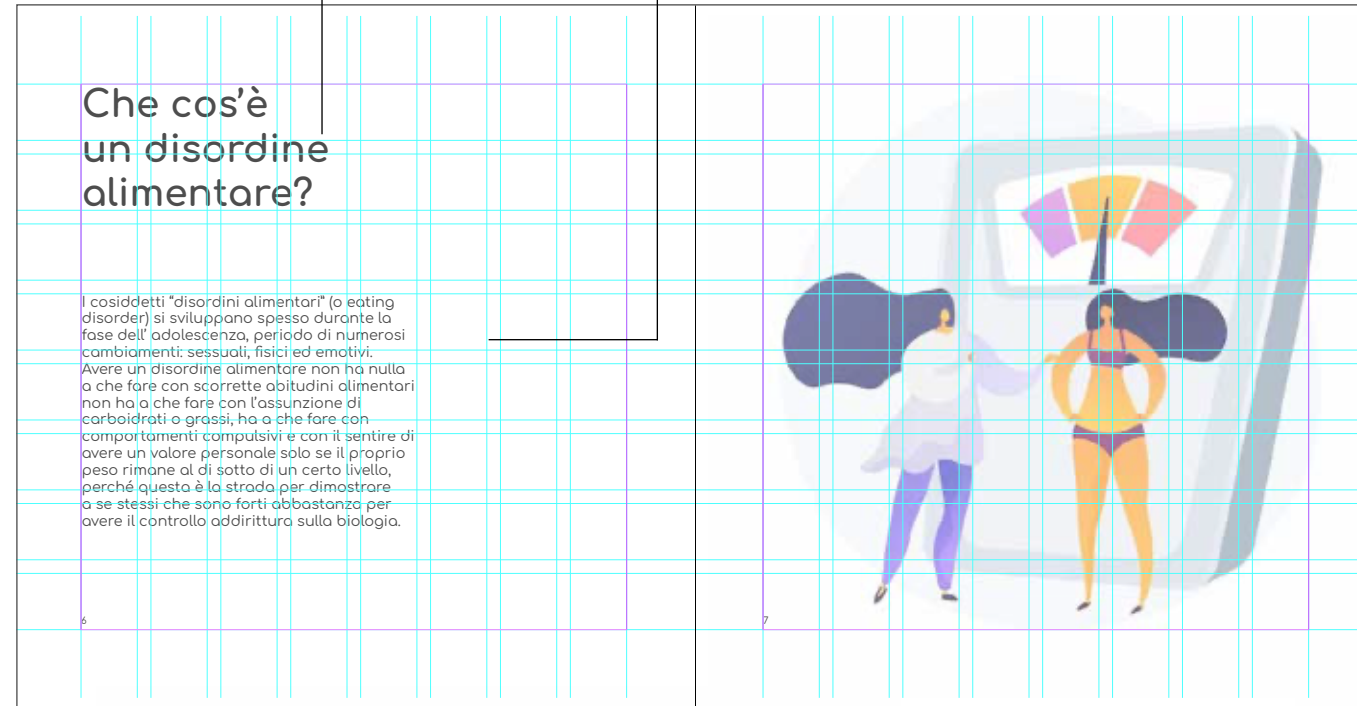 Che cos'è
un disordine
alimentare?
I cosiddetti “disordini alimentari” (o eating
disorder) si sviluppano spesso durante la
fase dell’ adolescenza, periodo di numerosi
cambiamenti: sessuali, fisici ed emotivi.
Avere un disordine alimentare non ha nulla
a che fare con scorrette abitudini alimentari
non ha a che fare con l’assunzione di
carboidrati o grassi, ha a che fare con
comportamenti compulsivi e con il sentire di
avere un valore personale solo se il proprio
peso rimane al di sotto di un certo livello,
perché questa è la strada per dimostrare
a se stessi che sono forti abbastanza per
avere il controllo addirittura sulla biologia.
6
7